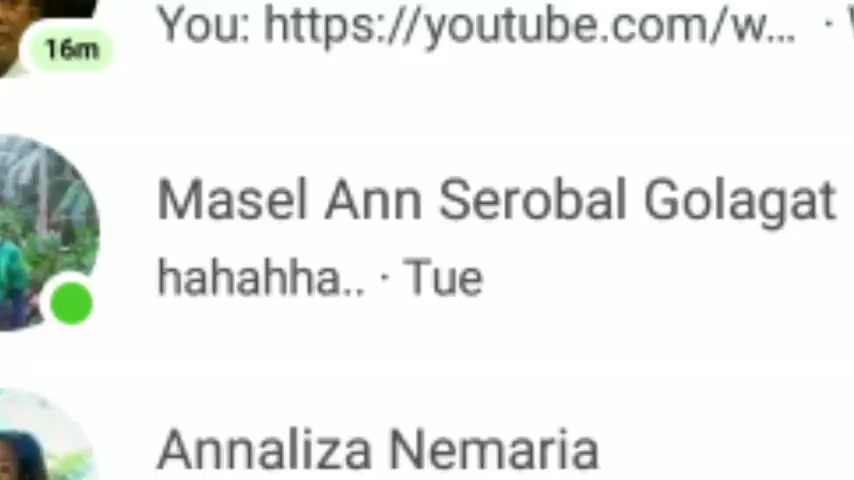 You: https://youtube.com/w... ·
16m
Masel Ann Serobal Golagat
hahahha.. · Tue
Annaliza Nemaria